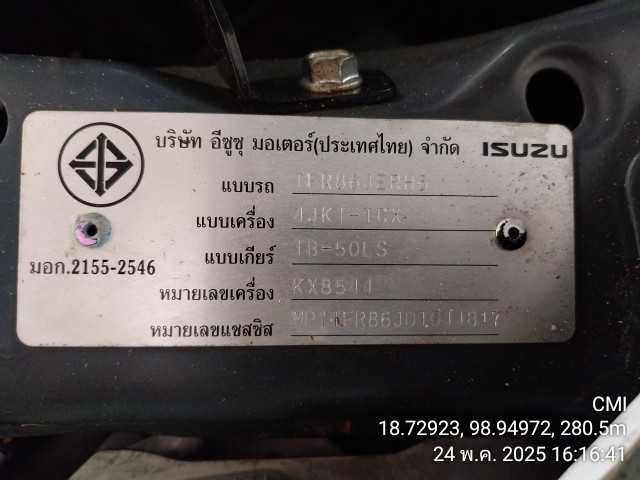 บริษัท อีซูซุ มอเตอร์(ประเทศไทย) จำกัด ISUZU
แบบรถ
แบบเครื่อง 4JK1-TCX
แบบเกียร์
มอก.2155-2546
หมายเลขเครื่อง
หมายเลขแชสซิส
CMI
18.72923, 98.94972, 280.5m
24 พ.ค. 2025 16:16:41